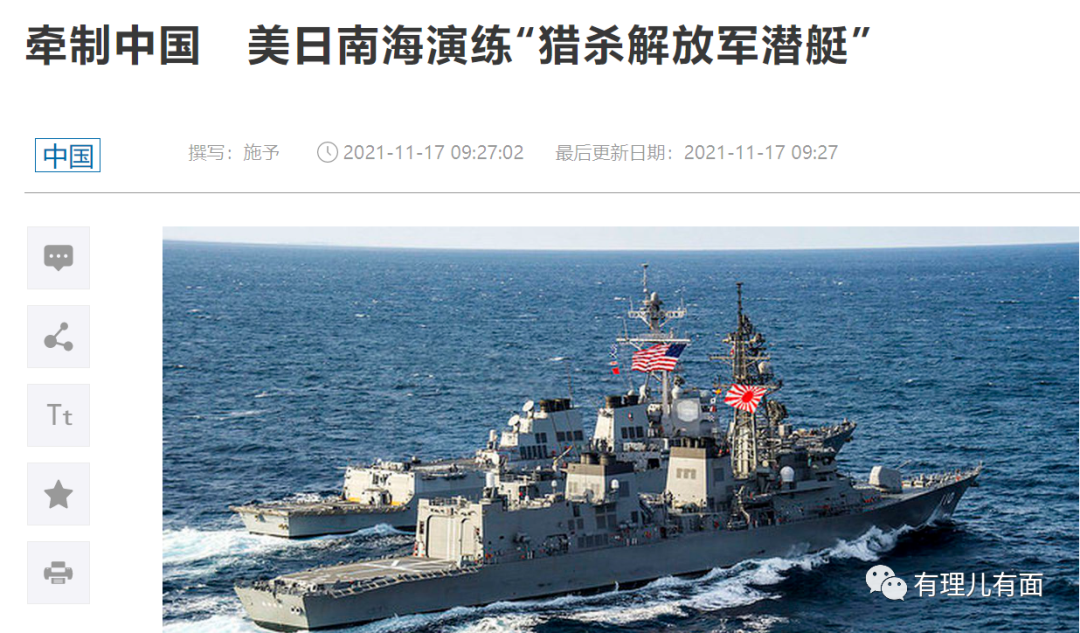 牵制中国 美日南海演练“猎杀解放军潜艇”
中国 撰写：施予 2021-11-17 09:27:02 最后更新日期：2021-11-17 09:27
Tt
114
有理儿有面